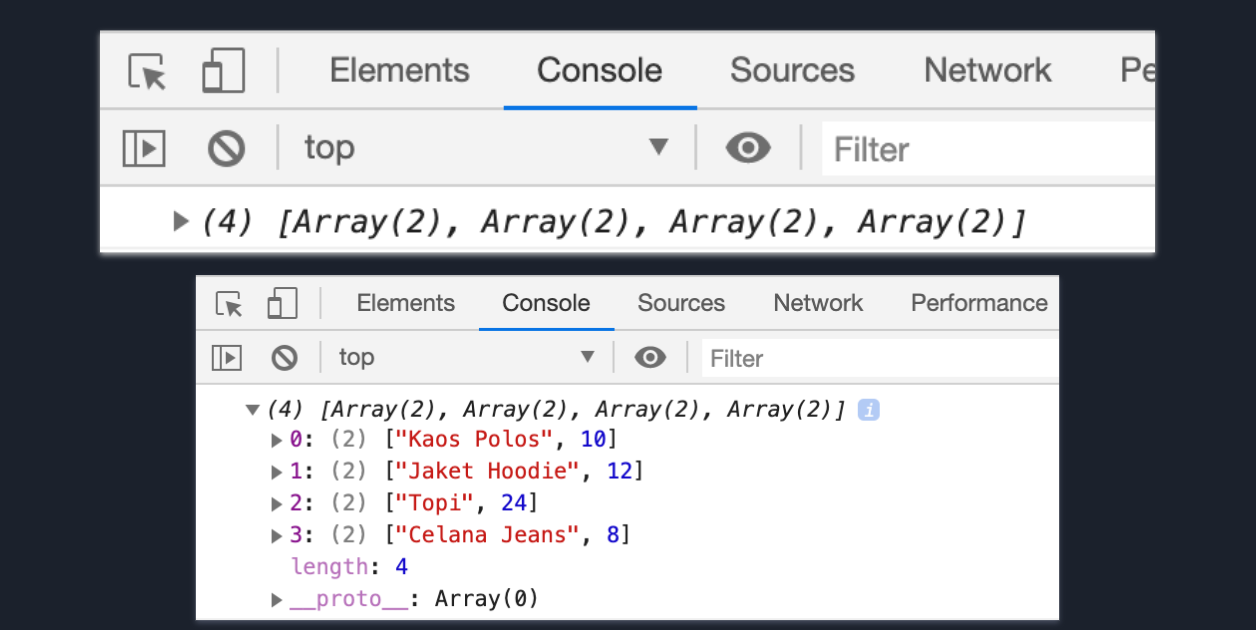 Elements Console Sources Network Pe
top Filter
(4) [Array(2), Array(2), Array(2), Array(2)]
Elements Console Sources Network Performance
top Filter
(4) [Array(2), Array(2), Array(2), Array(2)] i
0: (2) ["Kaos Polos", 10]
1: (2) ["Jaket Hoodie", 12]
2: (2) ["Topi", 24]
3: (2) ["Celana Jeans", 8]
length: 4
__proto__: Array(0)